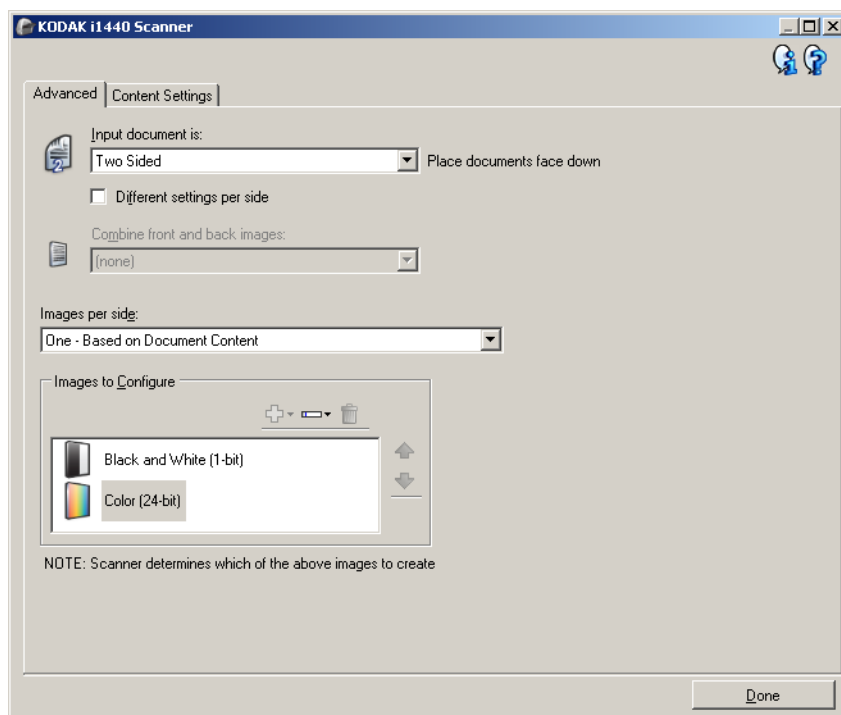 KODAK i1440 Scanner
Advanced
Content Settings
Input document is:
2
Two Sided
Place documents face down
Different settings per side
Combine front and back images:
(none)
Images per side:
One - Based on Document Content
Images to Configure
Black and White (1-bit)
Color (24-bit)
NOTE: Scanner determines which of the above images to create
Done